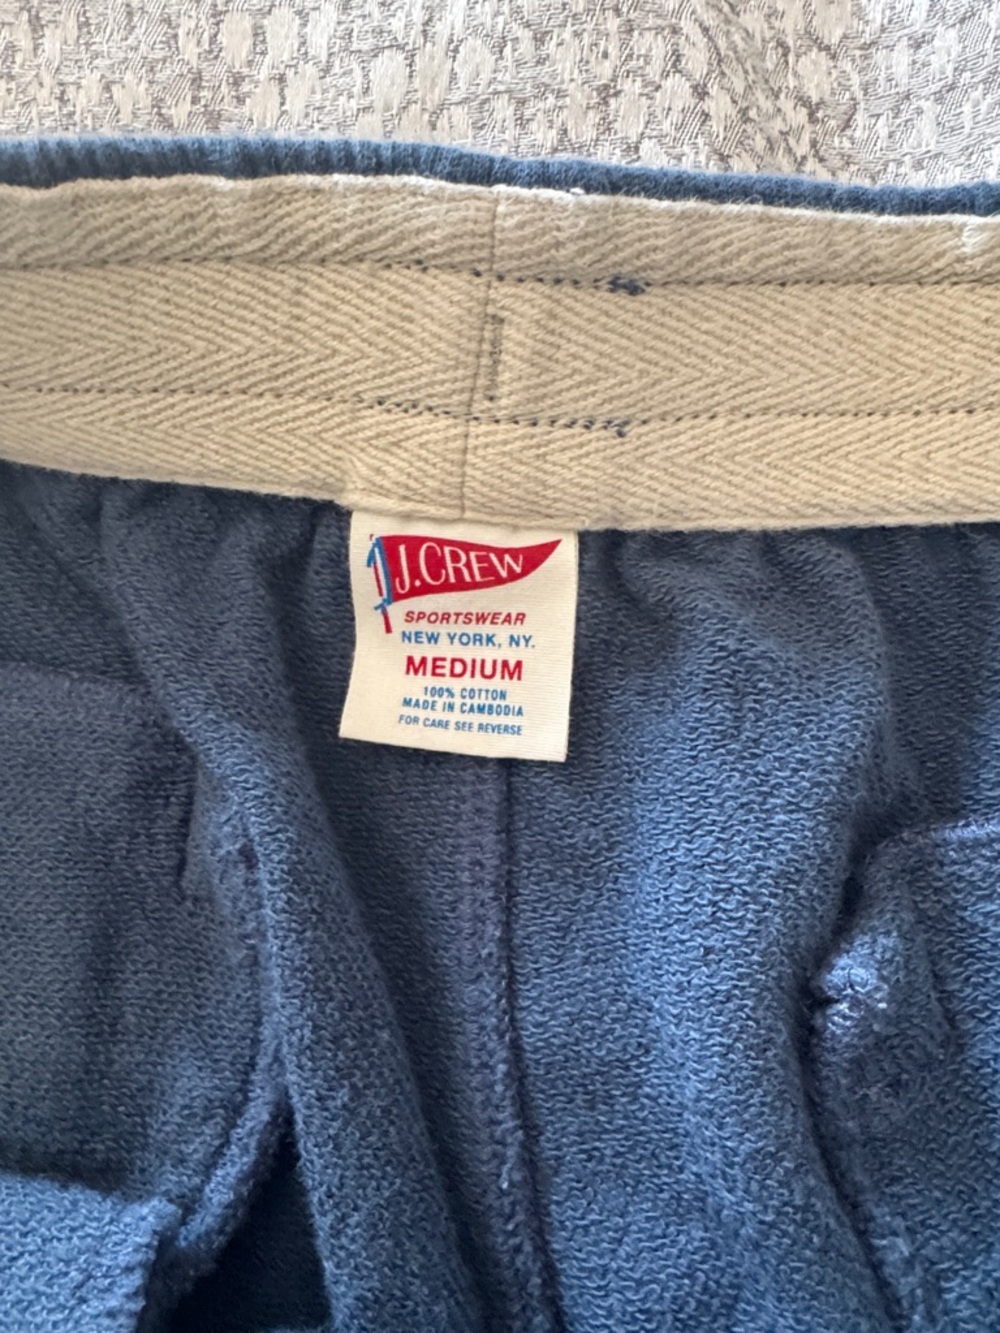 J.CREW
SPORTSWEAR
NEW YORK, NY.
MEDIUM
100% COTTON
MADE IN CAMBODIA
FOR CARE SEE REVERSE